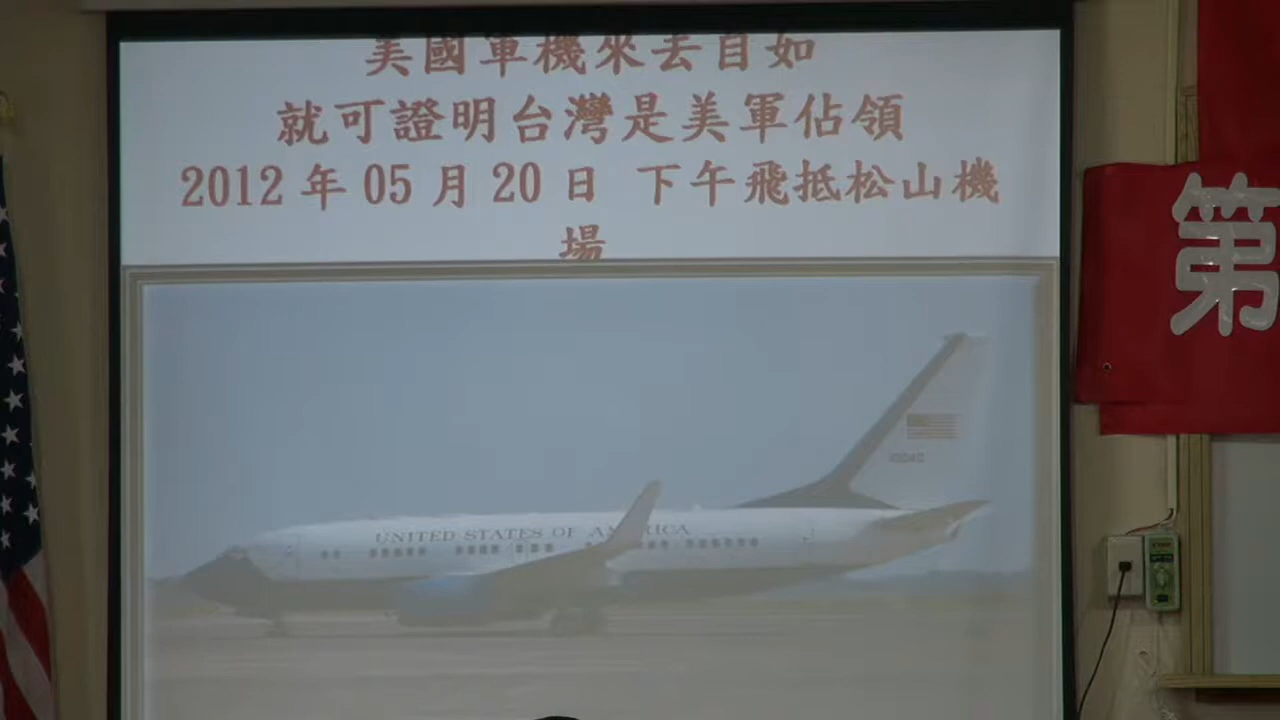 美國軍機來去自如
就可證明台灣是美軍佔領
2012 年 05 月 20 日 下午飛抵松山機
場
第
UNITED STATES OF AMERICA